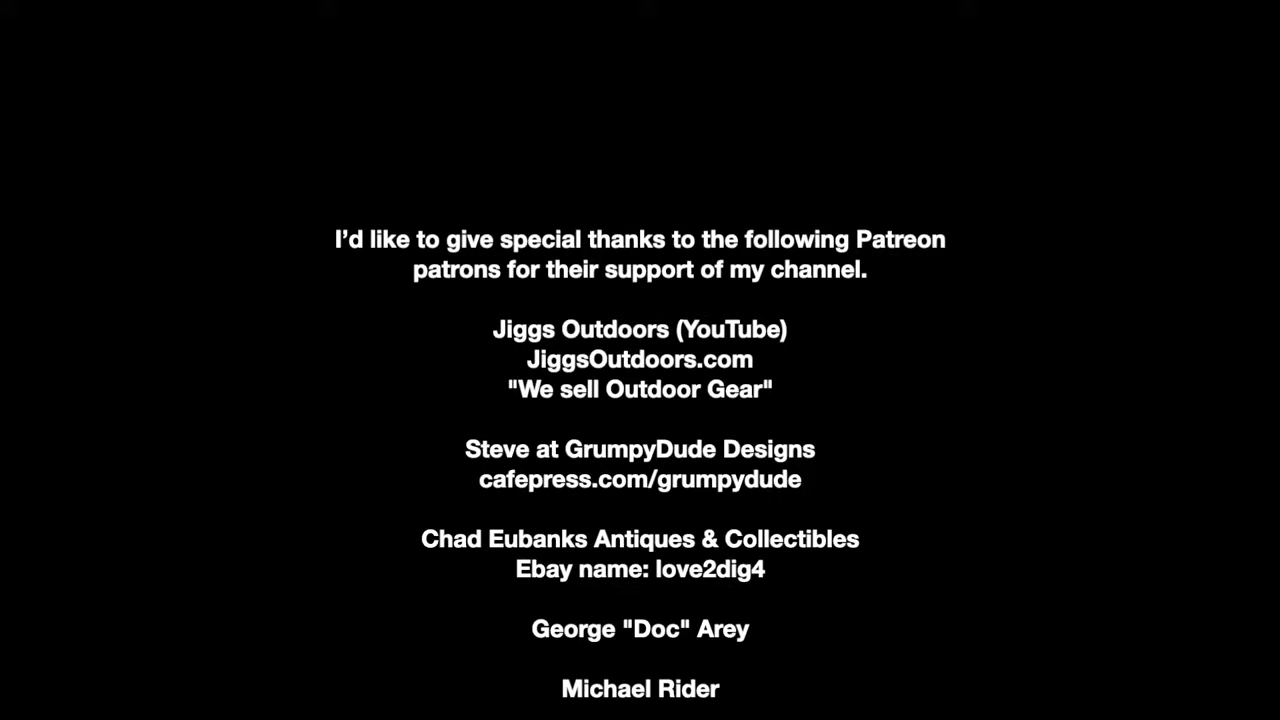 I’d like to give special thanks to the following Patreon
patrons for their support of my channel.
Jiggs Outdoors (YouTube)
JiggsOutdoors.com
"We sell Outdoor Gear"
Steve at GrumpyDude Designs
cafepress.com/grumpydude
Chad Eubanks Antiques & Collectibles
Ebay name: love2dig4
George "Doc" Arey
Michael Rider